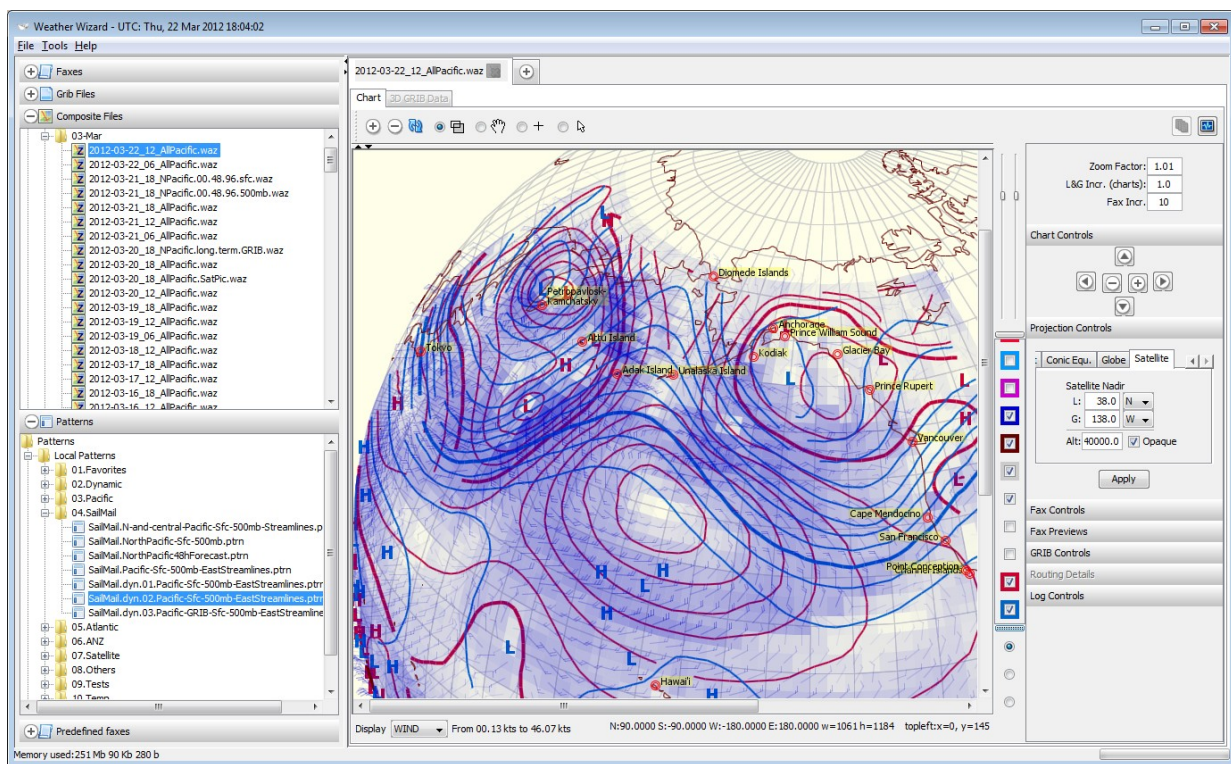 Weather Wizard - UTC: Thu, 22 Mar 2012 18:04:02
File Tools Help
Faxes
Grib Files
Composite Files
03-Mar
2012-03-22_12_AllPacific.waz
2012-03-22_06_AllPacific.waz
2012-03-21_18_NPacific.00.48.96.sfc.waz
2012-03-21_18_NPacific.00.48.96.500mb.waz
2012-03-21_18_AllPacific.waz
2012-03-21_12_AllPacific.waz
2012-03-21_06_AllPacific.waz
2012-03-20_18_NPacific.long.term.GRIB.waz
2012-03-20_18_AllPacific.waz
2012-03-20_18_AllPacific.SatPic.waz
2012-03-20_12_AllPacific.waz
2012-03-19_18_AllPacific.waz
2012-03-19_12_AllPacific.waz
2012-03-19_06_AllPacific.waz
2012-03-18_12_AllPacific.waz
2012-03-17_18_AllPacific.waz
2012-03-17_12_AllPacific.waz
2012-03-16_18_AllPacific.waz
2012-03-16_12_AllPacific.waz
Patterns
Patterns
Local Patterns
01.Favorites
02.Dynamic
03.Pacific
04.SailMail
SailMail.N-and-central-Pacific-Sfc-500mb-Streamlines.p
SailMail.NorthPacific-Sfc-500mb.ptrn
SailMail.NorthPacific48hForecast.ptrn
SailMail.Pacific-Sfc-500mb-EastStreamlines.ptrn
SailMail.dyn.01.Pacific-Sfc-500mb-EastStreamlines.ptrn
SailMail.dyn.02.Pacific-Sfc-500mb-EastStreamlines.ptrn
SailMail.dyn.03.Pacific-GRIB-Sfc-500mb-EastStreamline
05.Atlantic
06.ANZ
07.Satellite
08.Others
09.Tests
10.Temp
Predefined faxes
Memory used:251 Mb 90 Kb 280 b
2012-03-22_12_AllPacific.waz
Chart 3D GRIB Data
Diomede Islands
Petropavlosk-
Kamchatsky
Tokyo
Attu Island
Adak Island
Unalaska Island
Anchorage
Prince William Sound
Kodiak
Glacier Bay
Prince Rupert
Vancouver
Cape Mendocino
San Francisco
Point Conception
Channel Islands
Hawai'i
L
H
Display WIND From 00.13 kts to 46.07 kts N:90.0000 S:-90.0000 W:-180.0000 E:180.0000 w=1061 h=1184 topleft:x=0, y=145
Zoom Factor: 1.01
L&G Incr. (charts): 1.0
Fax Incr. 10
Chart Controls
Projection Controls
Conic Equ. Globe Satellite
Satellite Nadir
L: 38.0 N
G: 138.0 W
Alt: 40000.0 Opaque
Apply
Fax Controls
Fax Previews
GRIB Controls
Routing Details
Log Controls